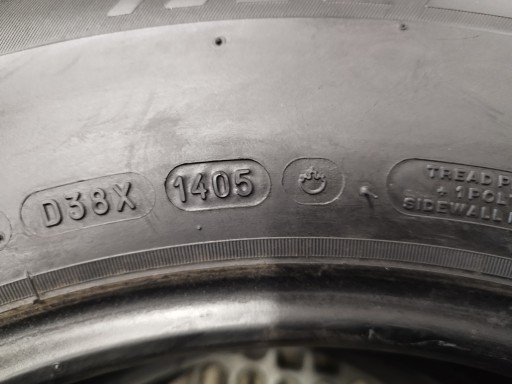 D38X
1405
TREAD P
+ 1 POL
SIDEWALL